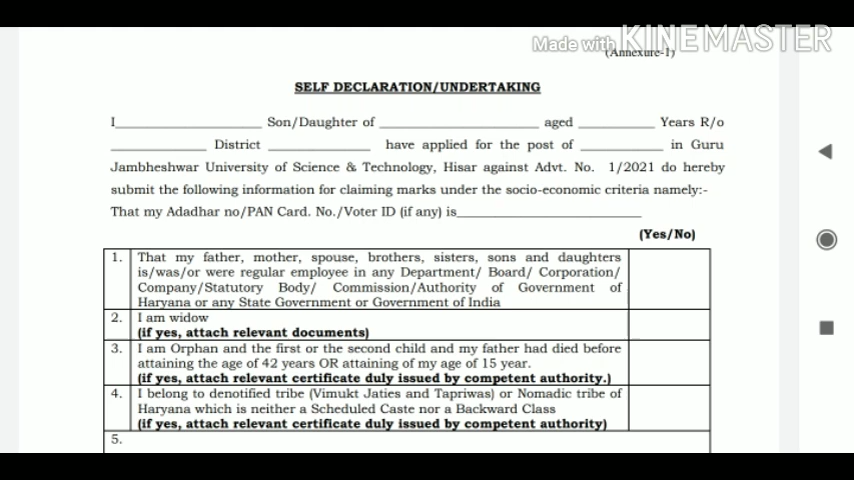 Made with KINEMASTER
(Annexure-1)
SELF DECLARATION/UNDERTAKING
I____________________ Son/Daughter of ______________________ aged ___________ Years R/o
_____________ District ______________ have applied for the post of ___________ in Guru
Jambheshwar University of Science & Technology, Hisar against Advt. No. 1/2021 do hereby
submit the following information for claiming marks under the socio-economic criteria namely:-
That my Adadhar no/PAN Card. No./Voter ID (if any) is__________________________
(Yes/No)
1. That my father, mother, spouse, brothers, sisters, sons and daughters
is/was/or were regular employee in any Department/ Board/ Corporation/
Company/Statutory Body/ Commission/Authority of Government of
Haryana or any State Government or Government of India
2. I am widow
(if yes, attach relevant documents)
3. I am Orphan and the first or the second child and my father had died before
attaining the age of 42 years OR attaining of my age of 15 year.
(if yes, attach relevant certificate duly issued by competent authority.)
4. I belong to denotified tribe (Vimukt Jaties and Tapriwas) or Nomadic tribe of
Haryana which is neither a Scheduled Caste nor a Backward Class
(if yes, attach relevant certificate duly issued by competent authority)
5.